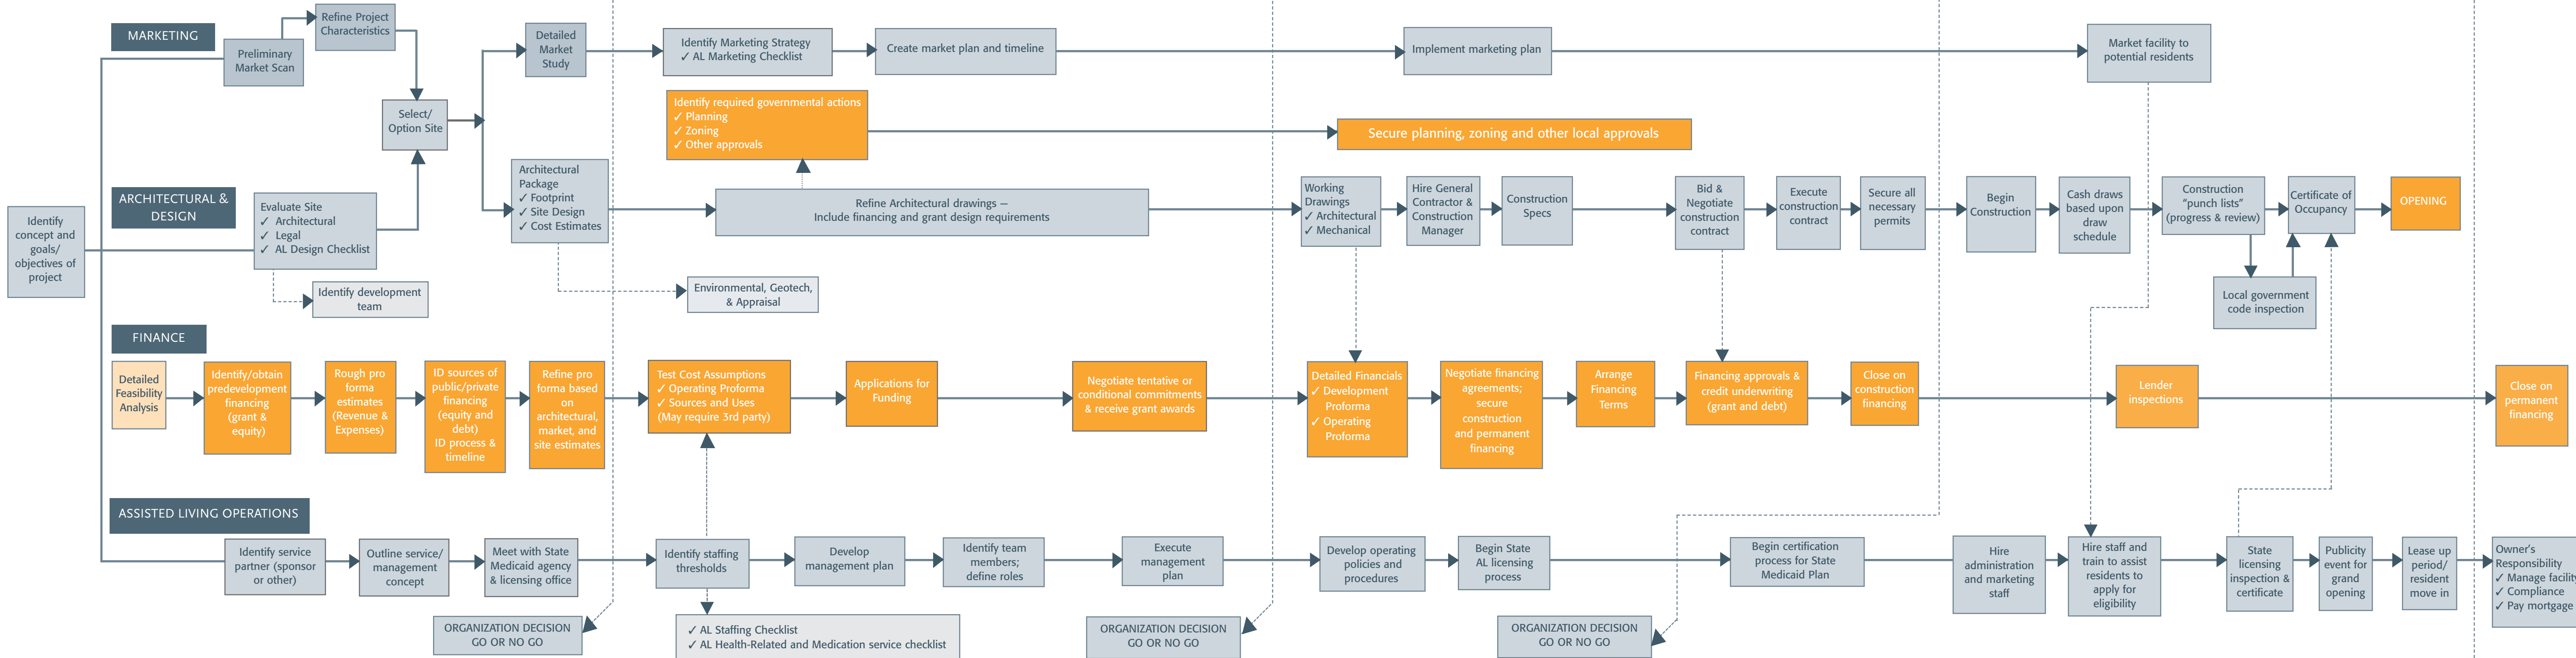 MARKETING
Preliminary
Market Scan
Refine Project
Characteristics
Select/
Option Site
Detailed
Market
Study
Identify Marketing Strategy
✓ AL Marketing Checklist
Create market plan and timeline
Implement marketing plan
Market facility to
potential residents
Identify required governmental actions
✓ Planning
✓ Zoning
✓ Other approvals
Secure planning, zoning and other local approvals
Identify
concept and
goals/
objectives of
project
ARCHITECTURAL &
DESIGN
Evaluate Site
✓ Architectural
✓ Legal
✓ AL Design Checklist
Identify development
team
Architectural
Package
✓ Footprint
✓ Site Design
✓ Cost Estimates
Refine Architectural drawings —
Include financing and grant design requirements
Environmental, Geotech,
& Appraisal
Working
Drawings
✓ Architectural
✓ Mechanical
Hire General
Contractor &
Construction
Manager
Construction
Specs
Bid &
Negotiate
construction
contract
Execute
construction
contract
Secure all
necessary
permits
Begin
Construction
Cash draws
based upon
draw
schedule
Construction
“punch lists”
(progress & review)
Certificate of
Occupancy
OPENING
Local government
code inspection
FINANCE
Detailed
Feasibility
Analysis
Identify/obtain
predevelopment
financing
(grant &
equity)
Rough pro
forma
estimates
(Revenue &
Expenses)
ID sources of
public/private
financing
(equity and
debt)
ID process &
timeline
Refine pro
forma based
on
architectural,
market, and
site estimates
Test Cost Assumptions
✓ Operating Proforma
✓ Sources and Uses
(May require 3rd party)
Applications for
Funding
Negotiate tentative or
conditional commitments
& receive grant awards
Detailed Financials
✓ Development
Proforma
✓ Operating
Proforma
Negotiate financing
agreements;
secure
construction
and permanent
financing
Arrange
Financing
Terms
Financing approvals &
credit underwriting
(grant and debt)
Close on
construction
financing
Lender
inspections
Close on
permanent
financing
ASSISTED LIVING OPERATIONS
Identify service
partner (sponsor
or other)
Outline service/
management
concept
Meet with State
Medicaid agency
& licensing office
Identify staffing
thresholds
Develop
management plan
Identify team
members;
define roles
Execute
management
plan
Develop operating
policies and
procedures
Begin State
AL licensing
process
Begin certification
process for State
Medicaid Plan
Hire
administration
and marketing
staff
Hire staff and
train to assist
residents to
apply for
eligibility
State
licensing
inspection &
certificate
Publicity
event for
grand
opening
Lease up
period/
resident
move in
Owner’s
Responsibility
✓ Manage facility
✓ Compliance
✓ Pay mortgage
ORGANIZATION DECISION
GO OR NO GO
✓ AL Staffing Checklist
✓ AL Health-Related and Medication service checklist
ORGANIZATION DECISION
GO OR NO GO
ORGANIZATION DECISION
GO OR NO GO